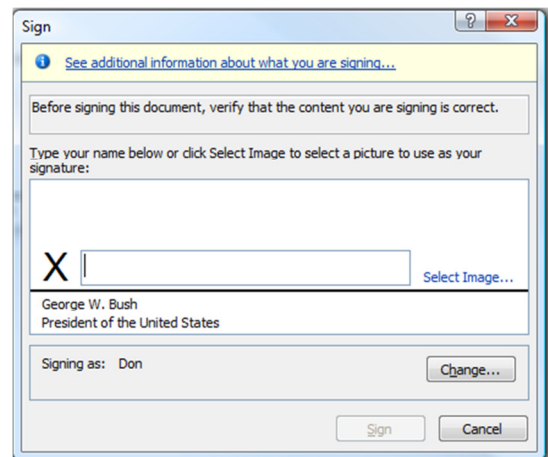 Sign
See additional information about what you are signing...
Before signing this document, verify that the content you are signing is correct.
Type your name below or click Select Image to select a picture to use as your
signature:
X
Select Image...
George W. Bush
President of the United States
Signing as: Don
Change...
Sign
Cancel